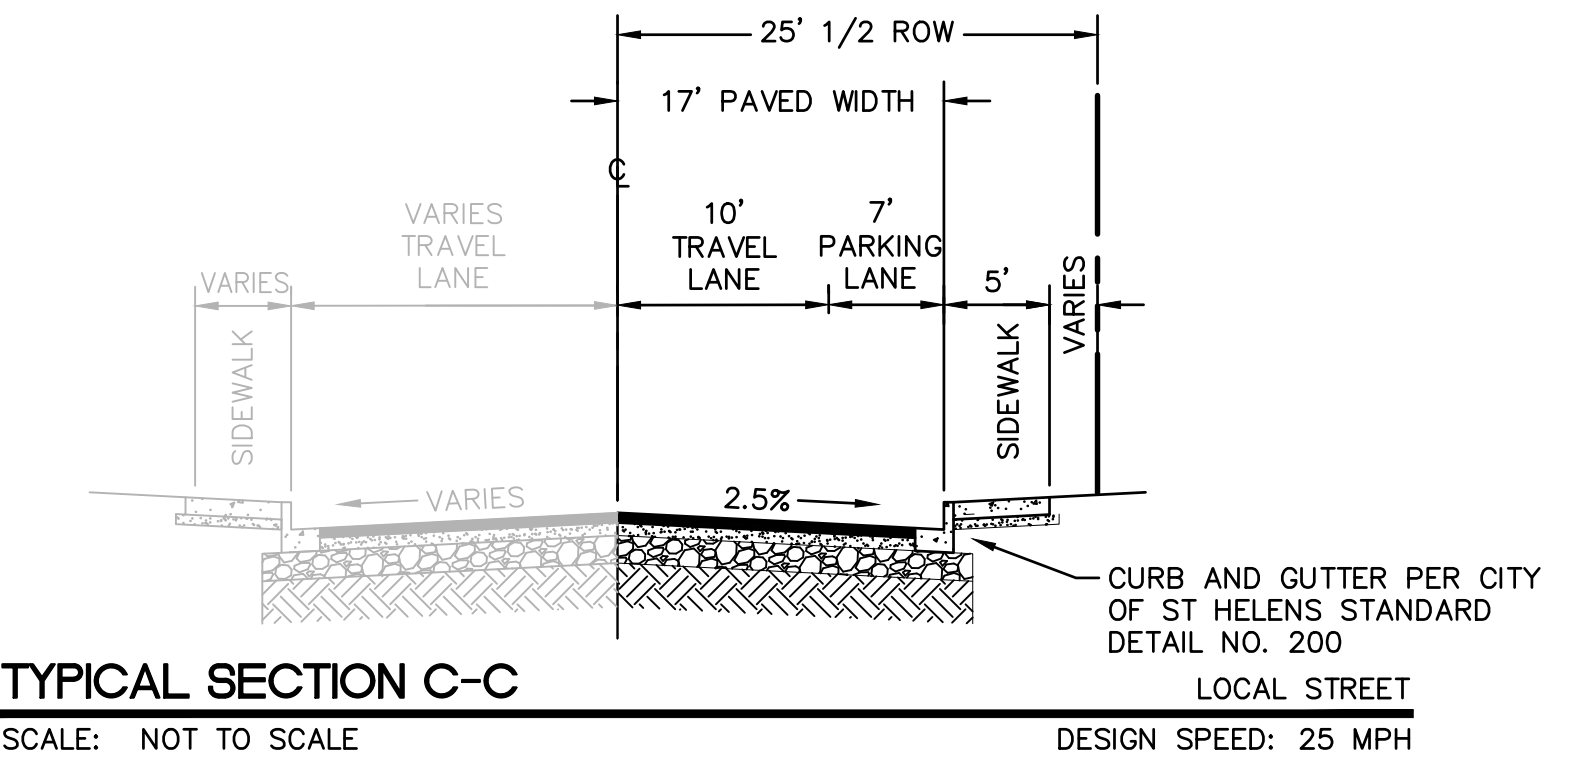 25' 1/2 ROW
17' PAVED WIDTH
℄
VARIES
TRAVEL
LANE
10'
TRAVEL
LANE
7'
PARKING
LANE
VARIES
5'
VARIES
SIDEWALK
SIDEWALK
VARIES
2.5%
CURB AND GUTTER PER CITY
OF ST HELENS STANDARD
DETAIL NO. 200
TYPICAL SECTION C-C
LOCAL STREET
SCALE: NOT TO SCALE
DESIGN SPEED: 25 MPH